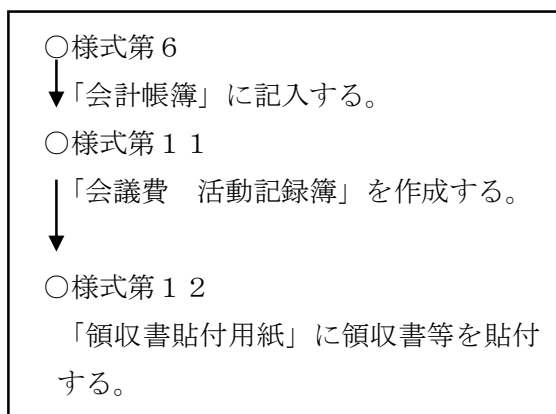 ○様式第６
「会計帳簿」に記入する。
○様式第１１
「会議費　活動記録簿」を作成する。
○様式第１２
「領収書貼付用紙」に領収書等を貼付
する。